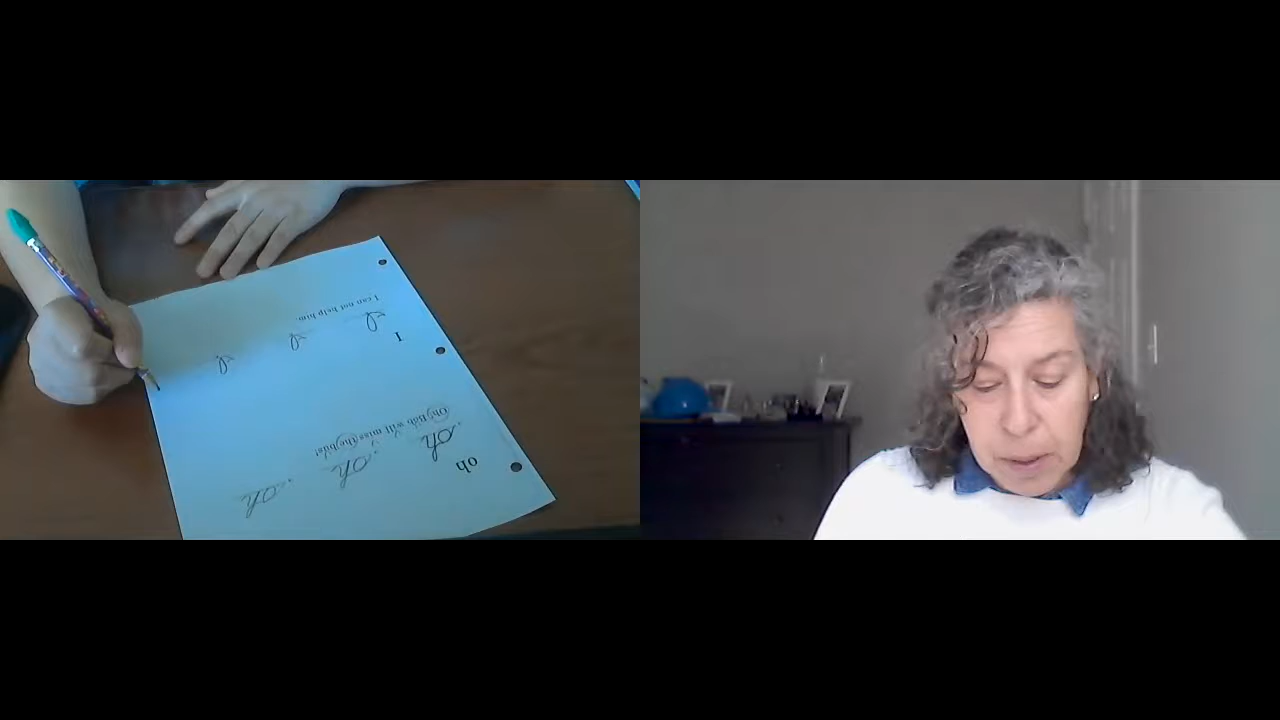 oh
oh oh oh
Oh, Bob will miss the bus!
I
I I I
I can not help him.